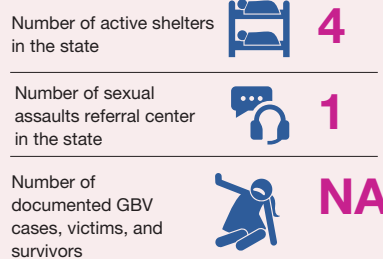 Number of active shelters
in the state
4
Number of sexual
assaults referral center
in the state
1
Number of
documented GBV
cases, victims, and
survivors
NA